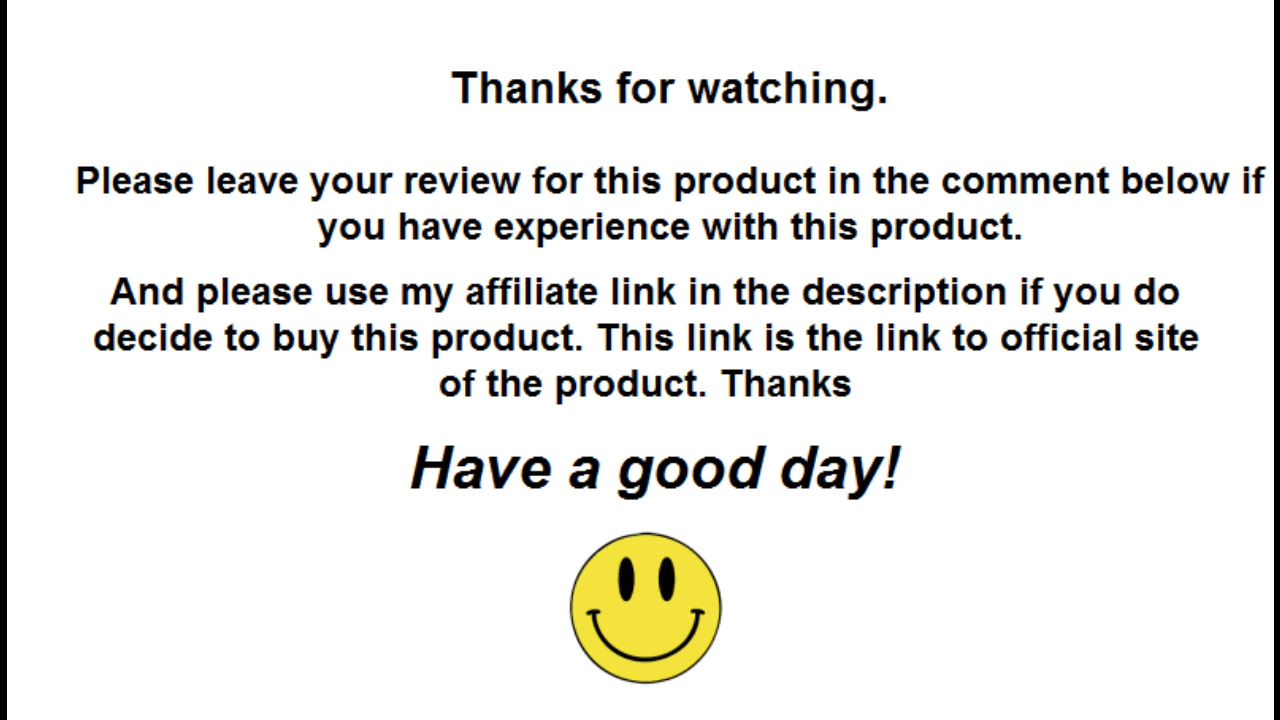 Thanks for watching.
Please leave your review for this product in the comment below if
you have experience with this product.
And please use my affiliate link in the description if you do
decide to buy this product. This link is the link to official site
of the product. Thanks
Have a good day!